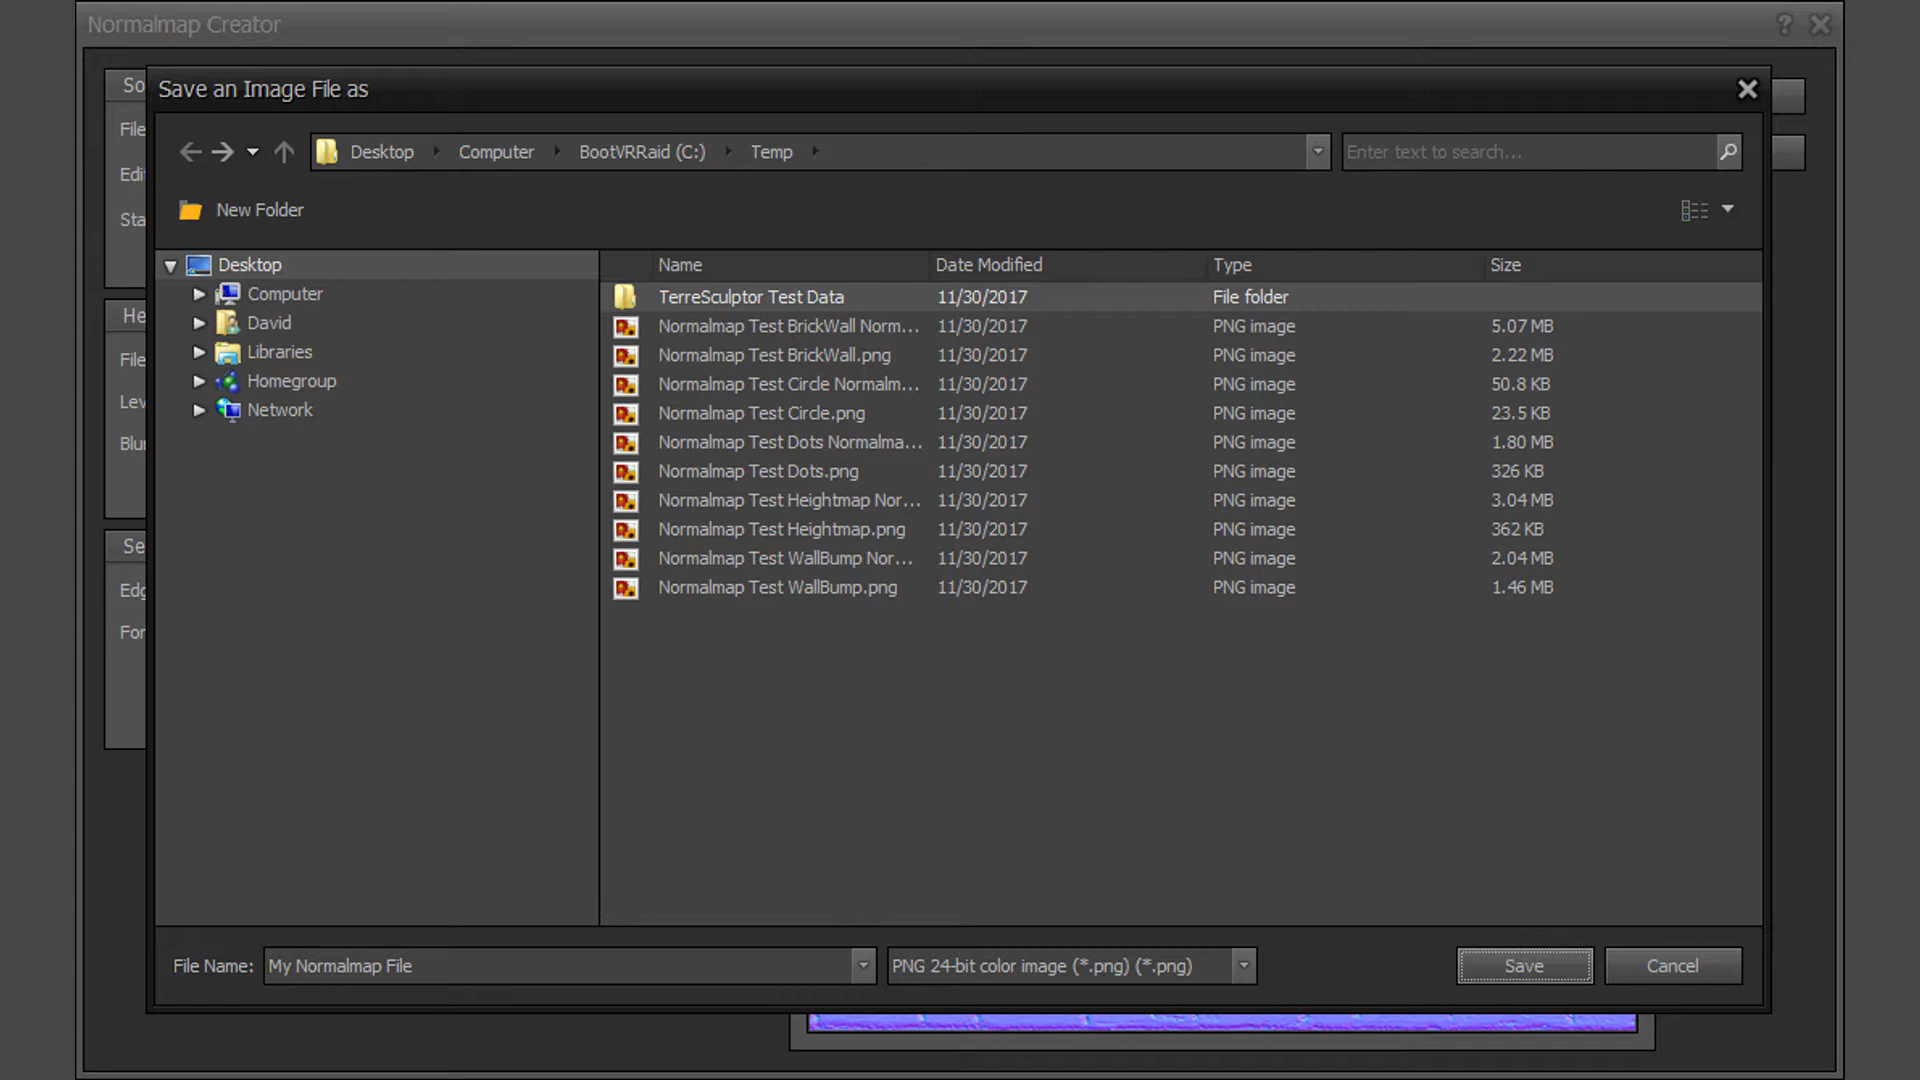 Normalmap Creator
So
Save an Image File as
File
Desktop Computer BootVRRaid (C:) Temp
Enter text to search...
Edi
New Folder
Sta
Desktop
Computer
David
Libraries
Homegroup
Network
He
File
Lev
Blur
Se
Edg
For
Name Date Modified Type Size
TerreSculptor Test Data 11/30/2017 File folder
Normalmap Test BrickWall Norm... 11/30/2017 PNG image 5.07 MB
Normalmap Test BrickWall.png 11/30/2017 PNG image 2.22 MB
Normalmap Test Circle Normalm... 11/30/2017 PNG image 50.8 KB
Normalmap Test Circle.png 11/30/2017 PNG image 23.5 KB
Normalmap Test Dots Normalma... 11/30/2017 PNG image 1.80 MB
Normalmap Test Dots.png 11/30/2017 PNG image 326 KB
Normalmap Test Heightmap Nor... 11/30/2017 PNG image 3.04 MB
Normalmap Test Heightmap.png 11/30/2017 PNG image 362 KB
Normalmap Test WallBump Nor... 11/30/2017 PNG image 2.04 MB
Normalmap Test WallBump.png 11/30/2017 PNG image 1.46 MB
File Name: My Normalmap File PNG 24-bit color image (*.png) (*.png) Save Cancel